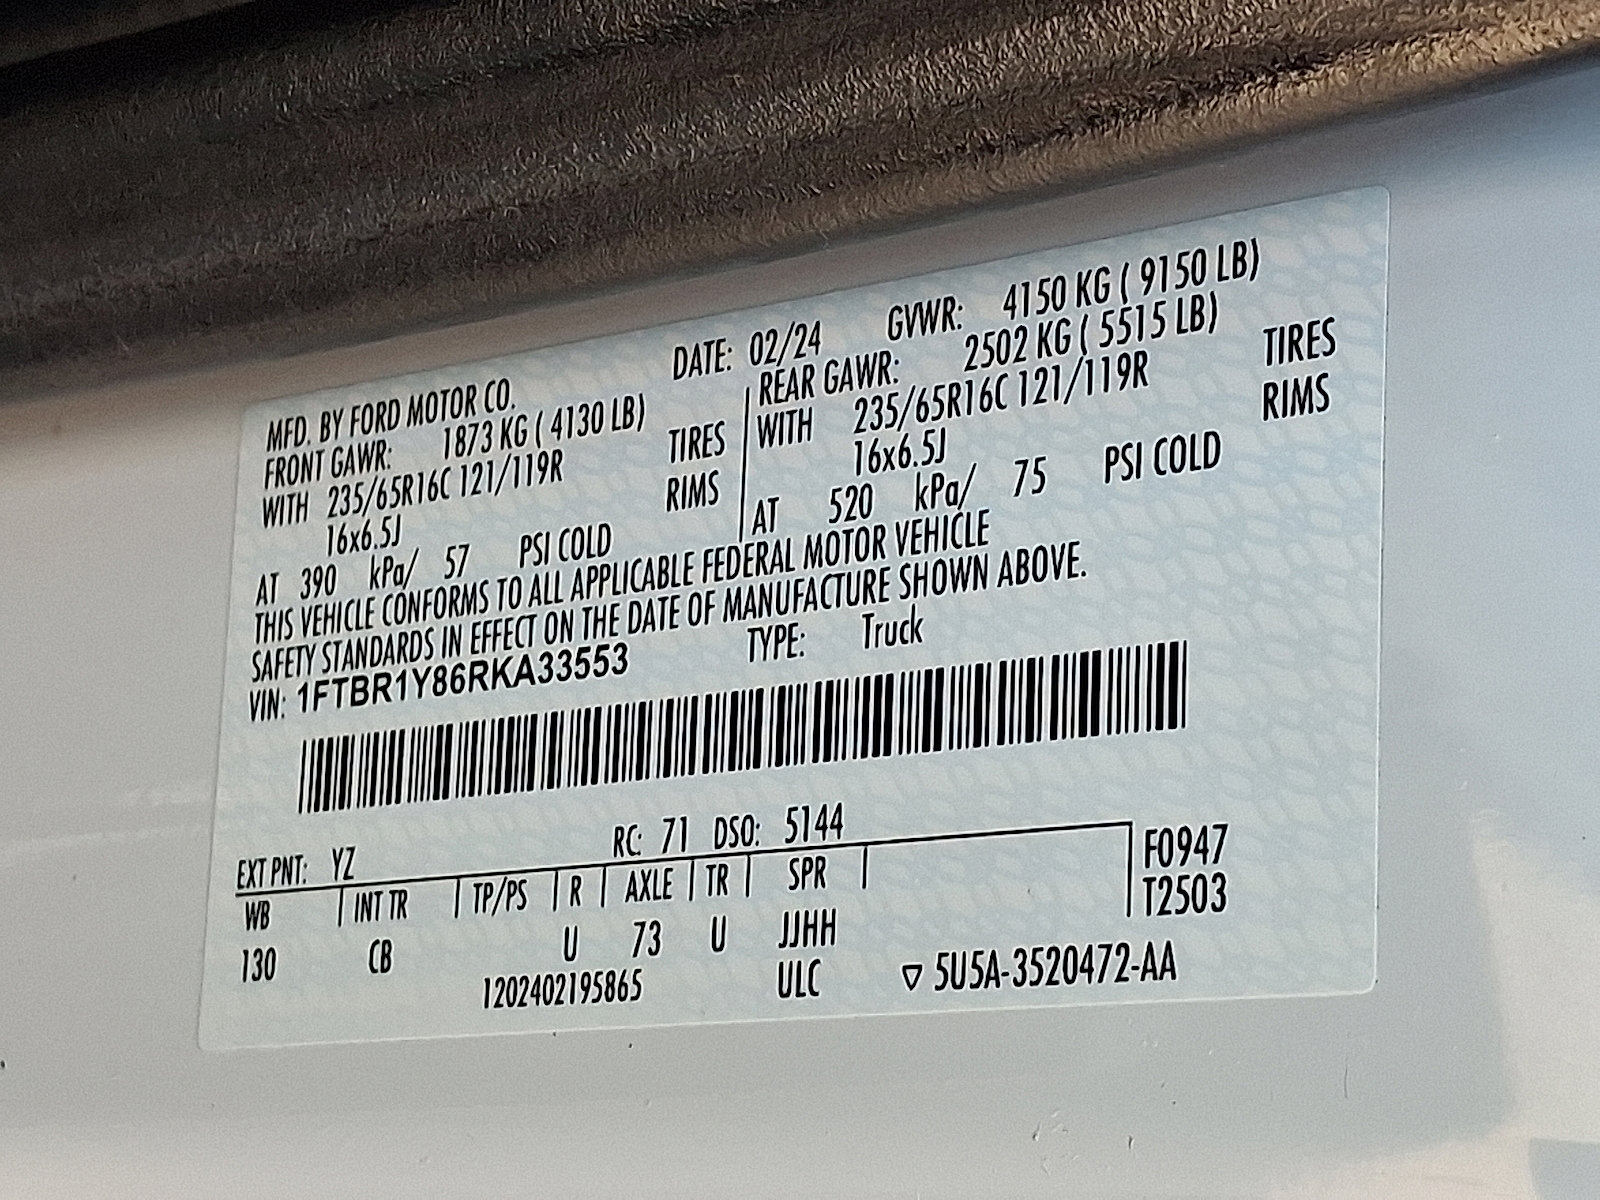 MFD. BY FORD MOTOR CO. DATE: 02/24 GVWR: 4150 KG ( 9150 LB)
FRONT GAWR: 1873 KG ( 4130 LB) REAR GAWR: 2502 KG ( 5515 LB)
WITH 235/65R16C 121/119R TIRES WITH 235/65R16C 121/119R TIRES
16x6.5J RIMS 16x6.5J RIMS
AT 390 kPa/ 57 PSI COLD AT 520 kPa/ 75 PSI COLD
THIS VEHICLE CONFORMS TO ALL APPLICABLE FEDERAL MOTOR VEHICLE
SAFETY STANDARDS IN EFFECT ON THE DATE OF MANUFACTURE SHOWN ABOVE.
VIN: 1FTBR1Y86RKA33553 TYPE: Truck
EXT PNT: YZ RC: 71 DSO: 5144
WB INT TR TP/PS R AXLE TR SPR F0947
130 CB U 73 U JJHH T2503
1202402195865 ULC ▽ 5U5A-3520472-AA